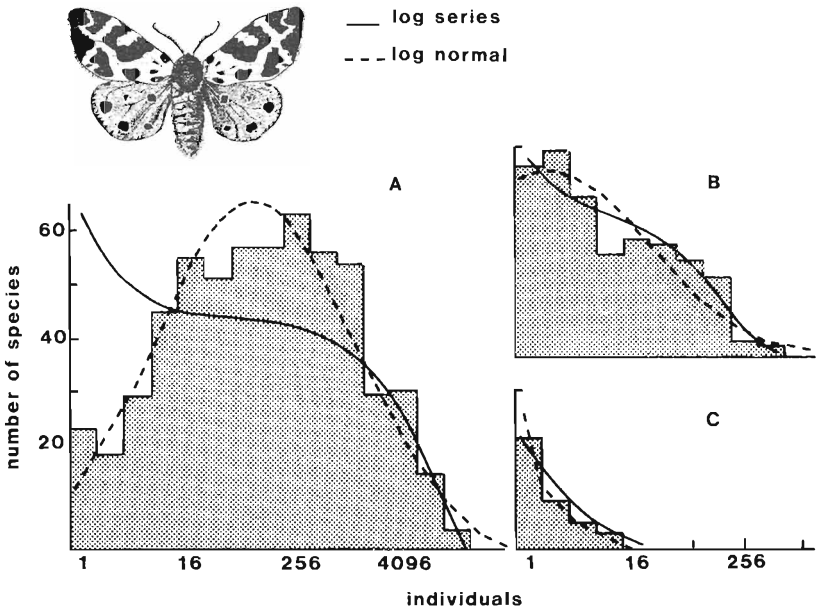 log series
log normal
A
B
C
60
40
20
number of species
1 16 256 4096
1 16 256
individuals